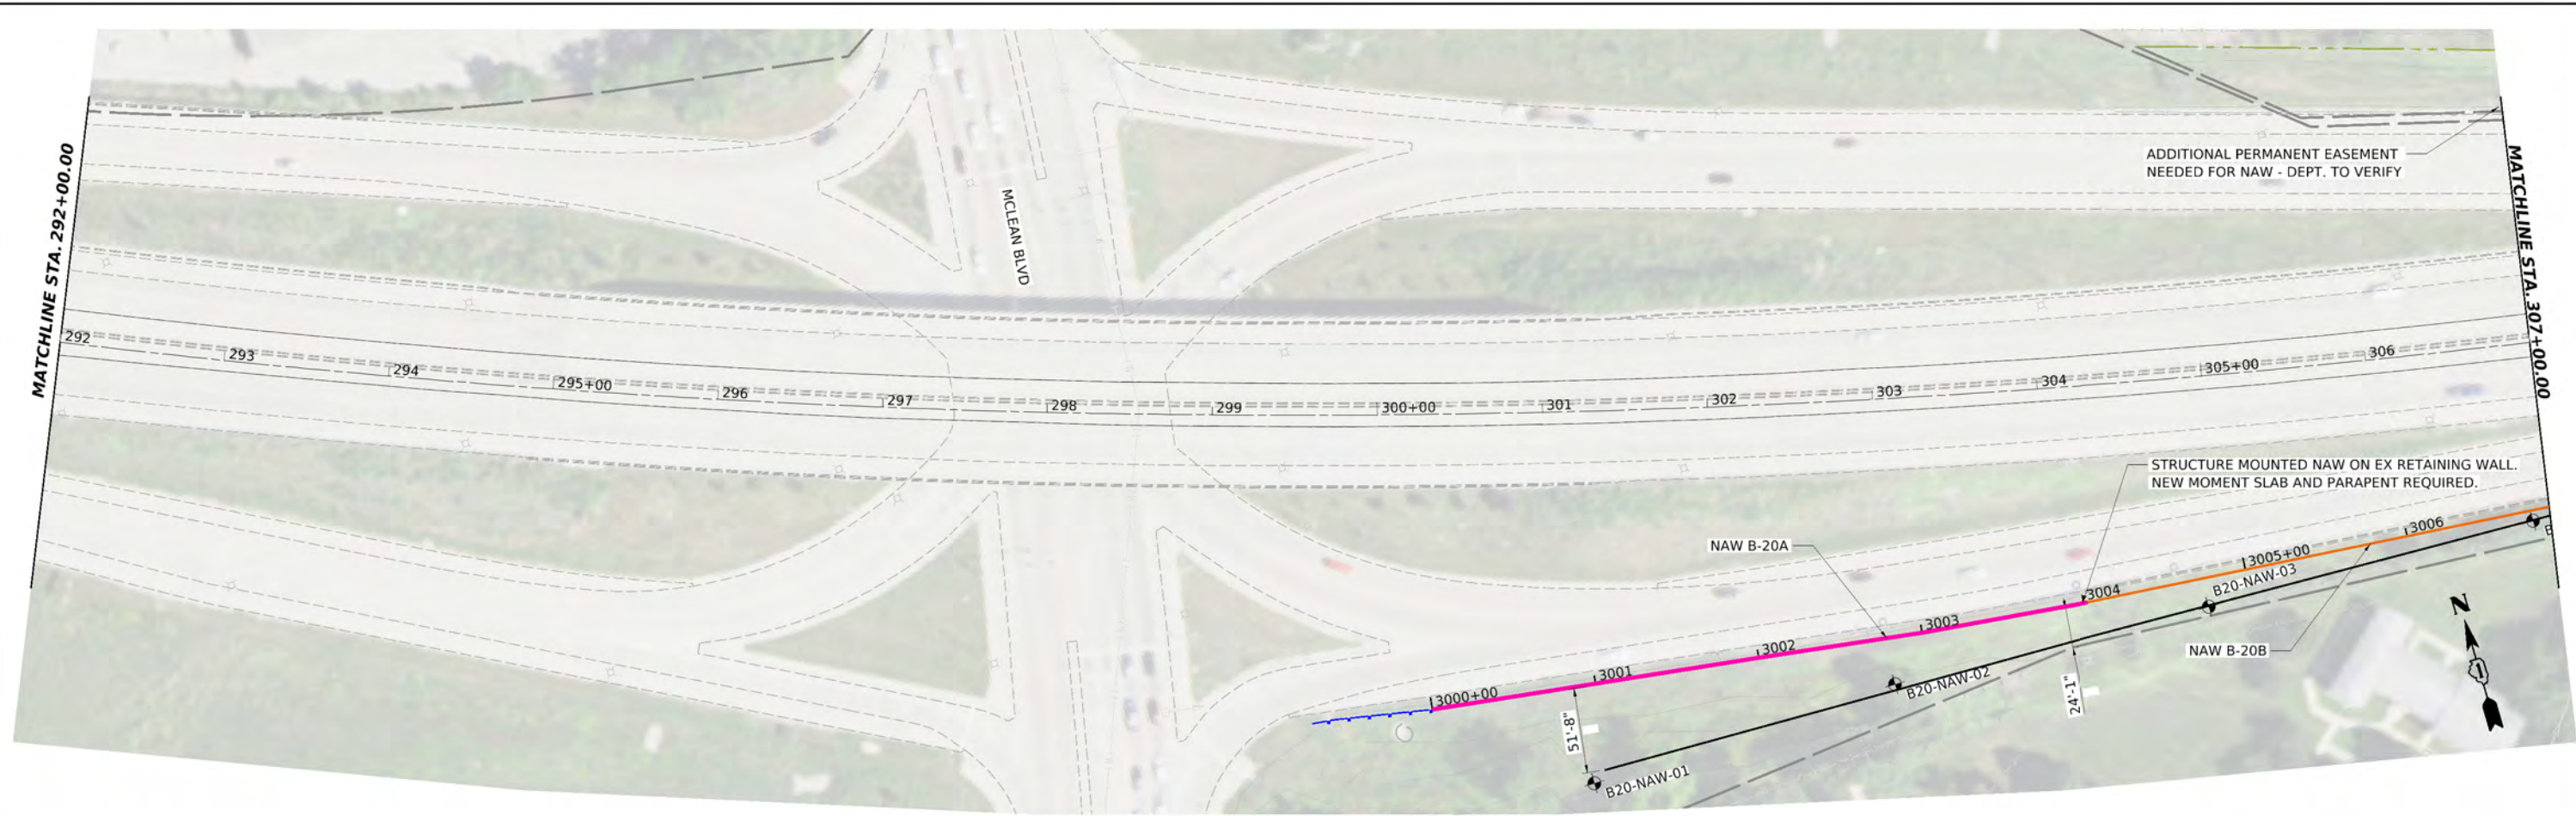 MATCHLINE STA. 292+00.00
MCLEAN BLVD
ADDITIONAL PERMANENT EASEMENT
NEEDED FOR NAW - DEPT. TO VERIFY
MATCHLINE STA. 307+00.00
292
293
294
295+00
296
297
298
299
300+00
301
302
303
304
305+00
306
STRUCTURE MOUNTED NAW ON EX RETAINING WALL.
NEW MOMENT SLAB AND PARAPENT REQUIRED.
NAW B-20A
3000+00
3001
3002
3003
3004
3005+00
3006
B20-NAW-01
B20-NAW-02
B20-NAW-03
B
NAW B-20B
51'-8"
24'-1"
N
1